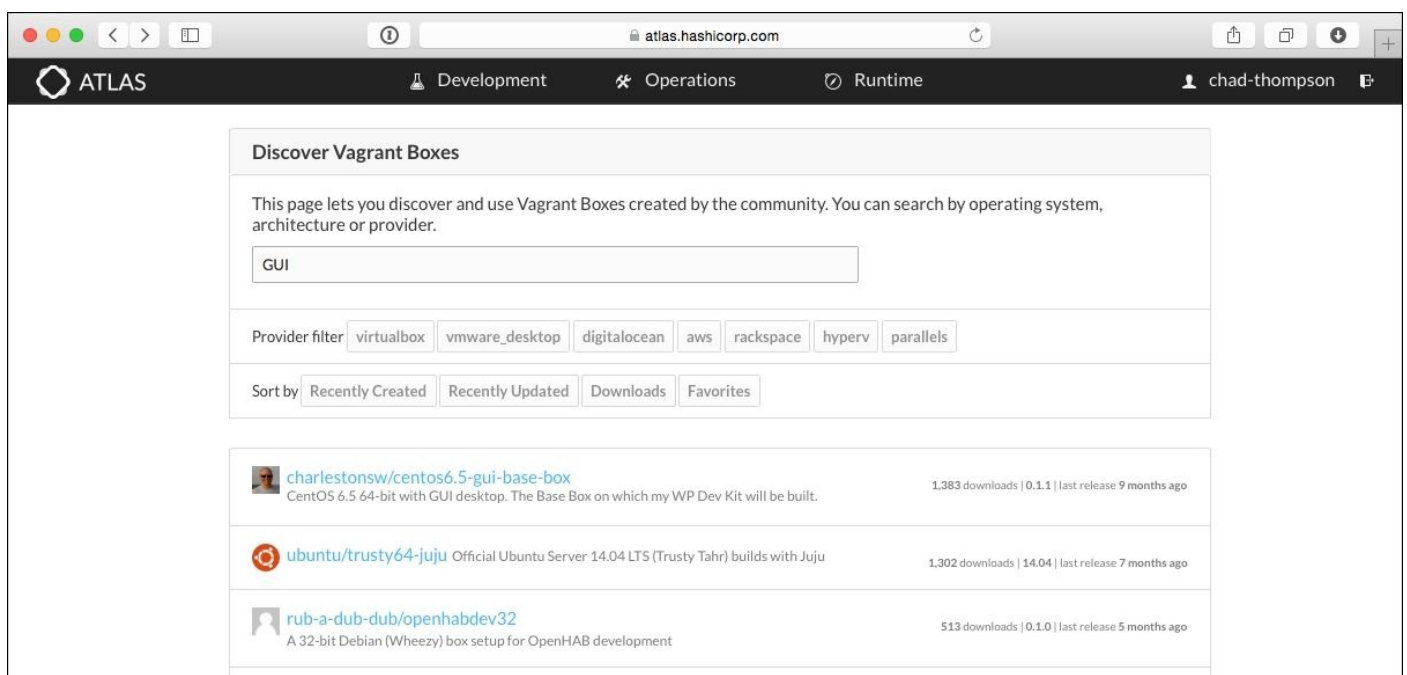 atlas.hashicorp.com
ATLAS Development Operations Runtime chad-thompson
Discover Vagrant Boxes
This page lets you discover and use Vagrant Boxes created by the community. You can search by operating system,
architecture or provider.
GUI
Provider filter virtualbox vmware_desktop digitalocean aws rackspace hyperv parallels
Sort by Recently Created Recently Updated Downloads Favorites
charlestonsw/centos6.5-gui-base-box
CentOS 6.5 64-bit with GUI desktop. The Base Box on which my WP Dev Kit will be built.
1,383 downloads | 0.1.1 | last release 9 months ago
ubuntu/trusty64-juju Official Ubuntu Server 14.04 LTS (Trusty Tahr) builds with Juju
1,302 downloads | 14.04 | last release 7 months ago
rub-a-dub-dub/openhabdev32
A 32-bit Debian (Wheezy) box setup for OpenHAB development
513 downloads | 0.1.0 | last release 5 months ago